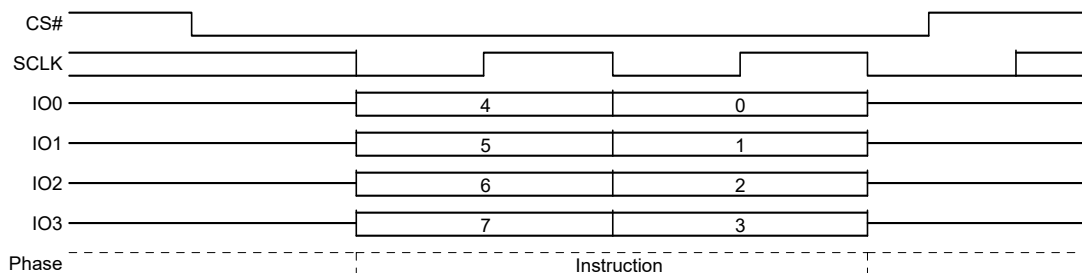 CS#
SCLK
IO0 4 0
IO1 5 1
IO2 6 2
IO3 7 3
Phase Instruction